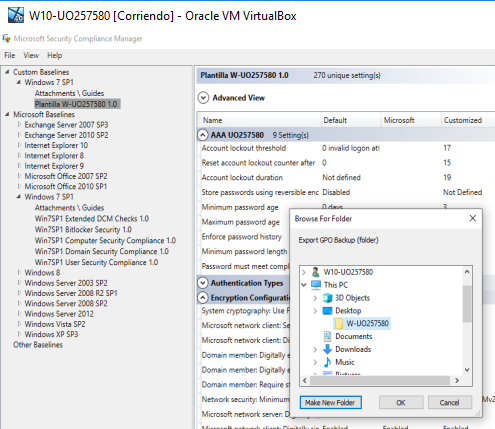 W10-UO257580 [Corriendo] - Oracle VM VirtualBox
Microsoft Security Compliance Manager
File View Help
Custom Baselines
Windows 7 SP1
Attachments \ Guides
Plantilla W-UO257580 1.0
Microsoft Baselines
Exchange Server 2007 SP3
Exchange Server 2010 SP2
Internet Explorer 10
Internet Explorer 8
Internet Explorer 9
Microsoft Office 2007 SP2
Microsoft Office 2010 SP1
Windows 7 SP1
Attachments \ Guides
Win7SP1 Extended DCM Checks 1.0
Win7SP1 Bitlocker Security 1.0
Win7SP1 Computer Security Compliance 1.0
Win7SP1 Domain Security Compliance 1.0
Win7SP1 User Security Compliance 1.0
Windows 8
Windows Server 2003 SP2
Windows Server 2008 R2 SP1
Windows Server 2008 SP2
Windows Server 2012
Windows Vista SP2
Windows XP SP3
Other Baselines
Plantilla W-UO257580 1.0 270 unique setting(s)
Advanced View
Name Default Microsoft Customized
AAA UO257580 9 Setting(s)
Account lockout threshold 0 invalid logon at 17
Reset account lockout counter after 0 15
Account lockout duration Not defined 19
Store passwords using reversible enc Disabled Not Defined
Minimum password age 0 days 3
Maximum password age
Enforce password history
Minimum password length
Password must meet compl
Authentication Types
Encryption Configuratio
System cryptography: Use F
Microsoft network client: Se
Microsoft network client: Di
Domain member: Digitally e
Domain member: Digitally e
Domain member: Require st
Network security: Minimum Mv2
Microsoft network server: Digitally
Browse For Folder
Export GPO Backup (folder)
W10-UO257580
This PC
3D Objects
Desktop
W-UO257580
Documents
Downloads
Music
Pictures
Make New Folder OK Cancel